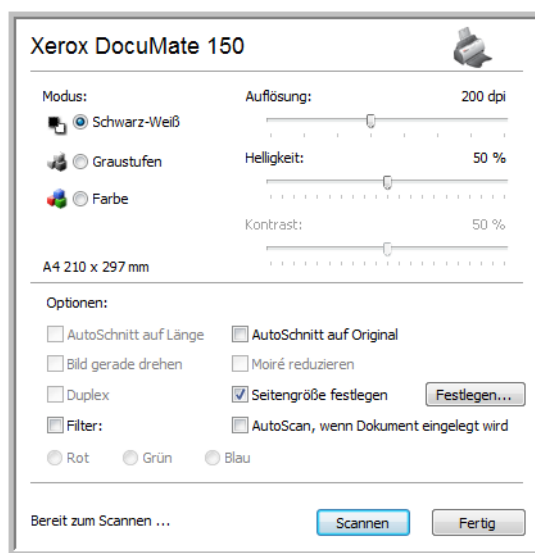 Xerox DocuMate 150
Modus:
Auflösung: 200 dpi
Schwarz-Weiß
Graustufen
Helligkeit: 50 %
Farbe
Kontrast: 50 %
A4 210 x 297 mm
Optionen:
AutoSchnitt auf Länge AutoSchnitt auf Original
Bild gerade drehen Moiré reduzieren
Duplex Seitengröße festlegen Festlegen...
Filter: AutoScan, wenn Dokument eingelegt wird
Rot Grün Blau
Bereit zum Scannen ... Scannen Fertig